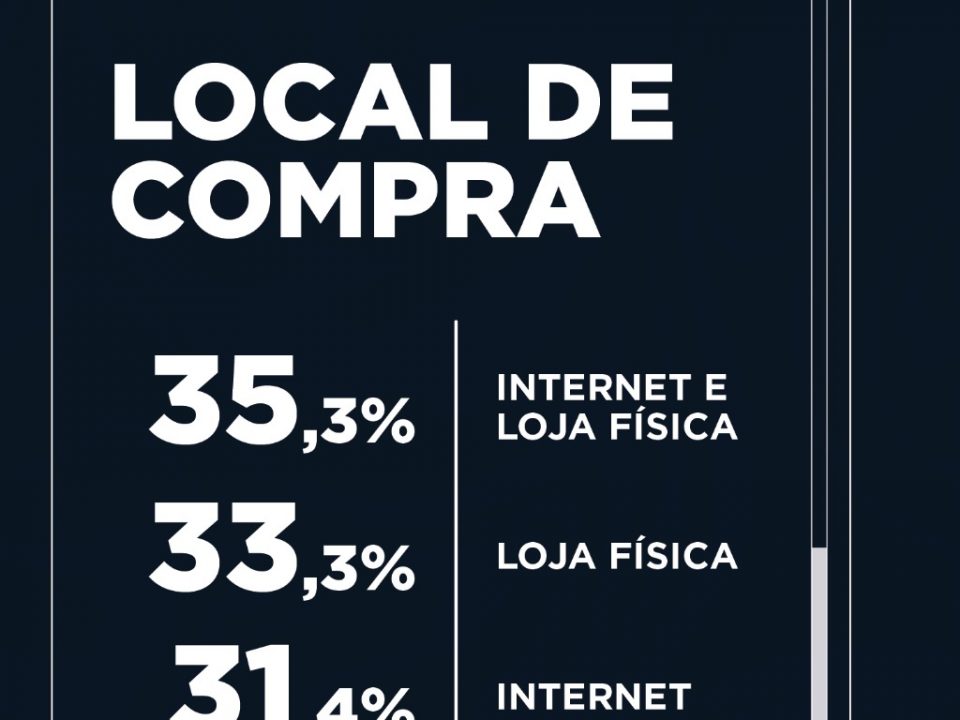 LOCAL DE
COMPRA
35,3%
INTERNET E
LOJA FÍSICA
33,3%
LOJA FÍSICA
31,4%
INTERNET